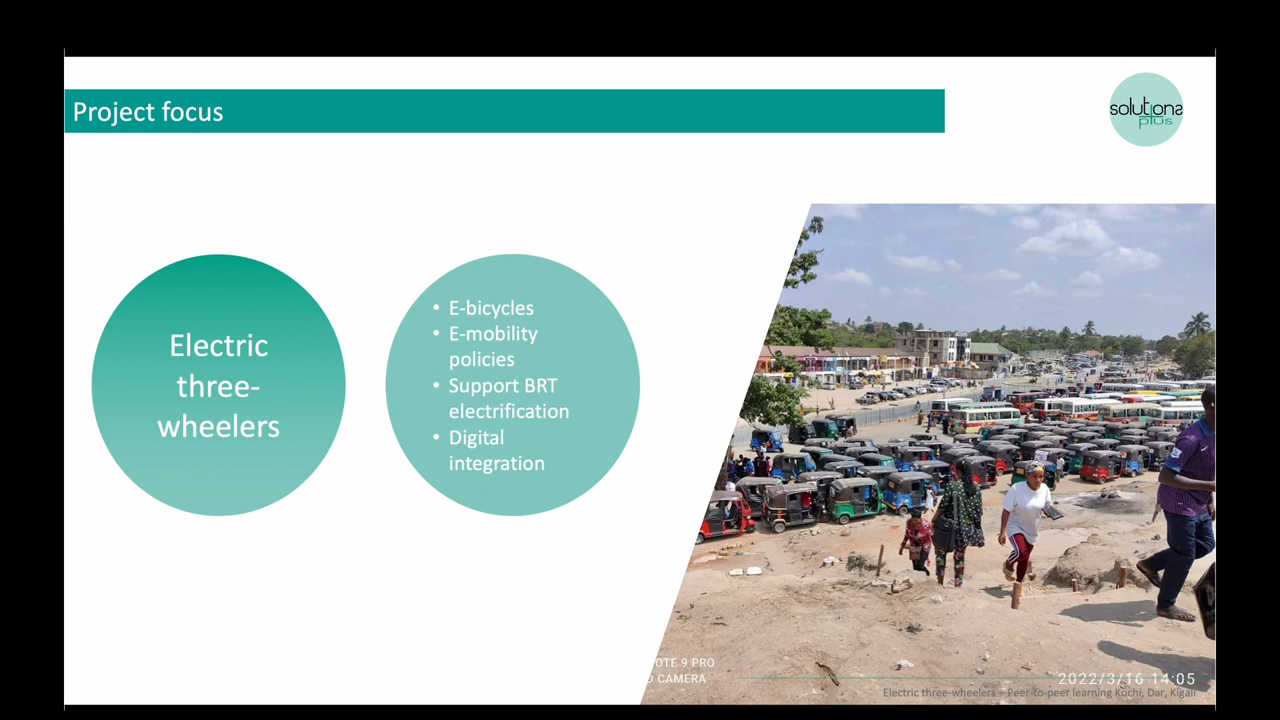 Project focus
solutions
plus
Electric
three-
wheelers
• E-bicycles
• E-mobility
policies
• Support BRT
electrification
• Digital
integration
OTE 9 PRO
CAMERA
2022/3/16 14:05
Electric three-wheelers – Peer-to-peer learning Kochi, Dar, Kigali